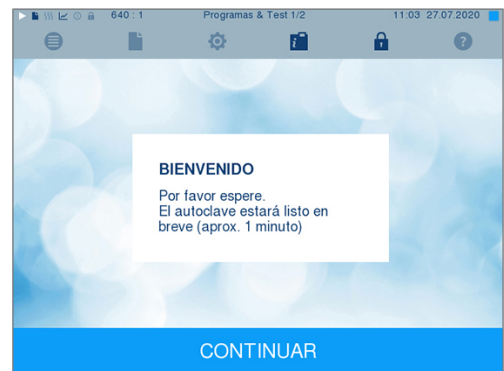 640 : 1 Programas & Test 1/2 11:03 27.07.2020
BIENVENIDO
Por favor espere.
El autoclave estará listo en
breve (aprox. 1 minuto)
CONTINUAR